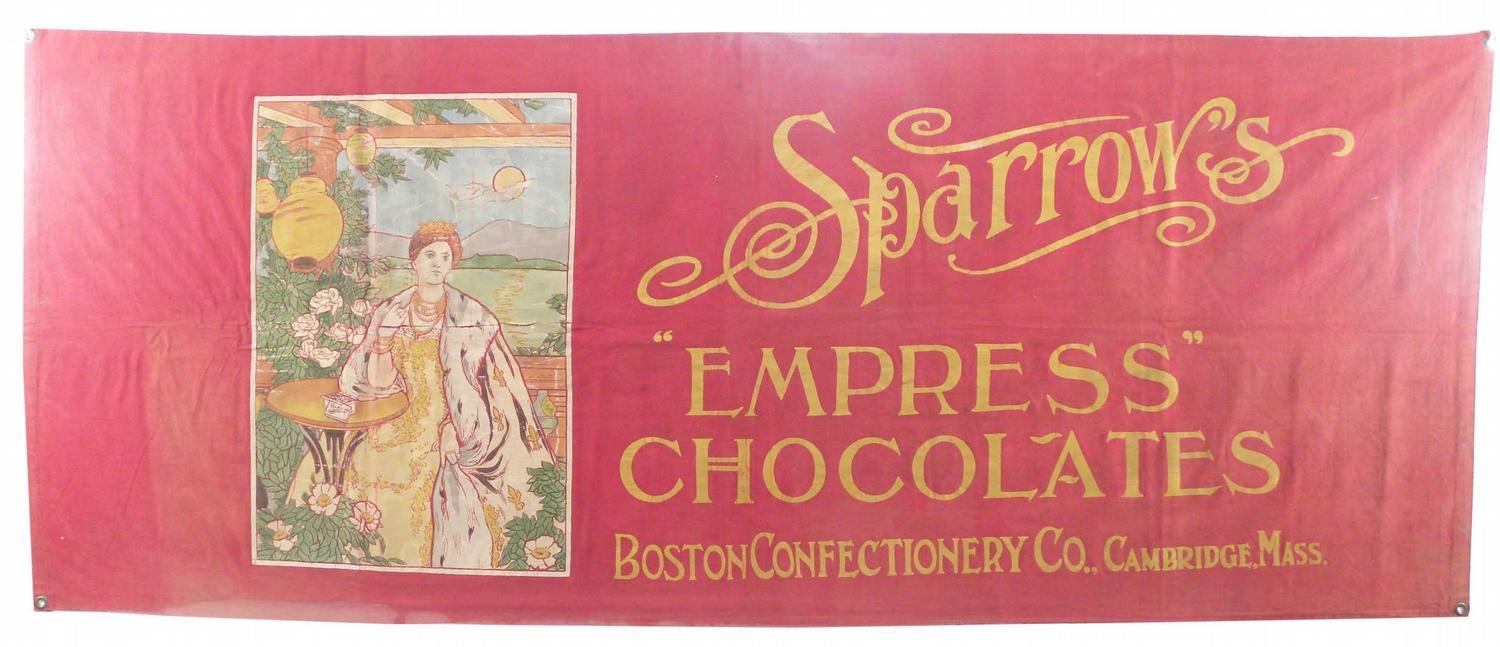 Sparrow's
"EMPRESS"
CHOCOLATES
BOSTON CONFECTIONERY CO., CAMBRIDGE, MASS.